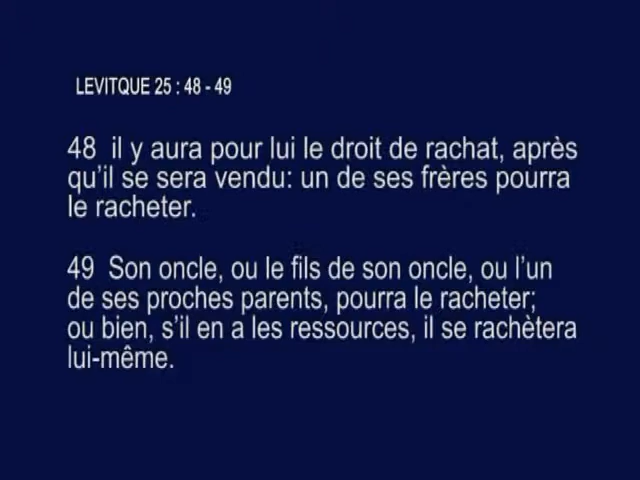 LEVITQUE 25 : 48 - 49
48 il y aura pour lui le droit de rachat, après
qu'il se sera vendu: un de ses frères pourra
le racheter.
49 Son oncle, ou le fils de son oncle, ou l'un
de ses proches parents, pourra le racheter;
ou bien, s'il en a les ressources, il se rachètera
lui-même.